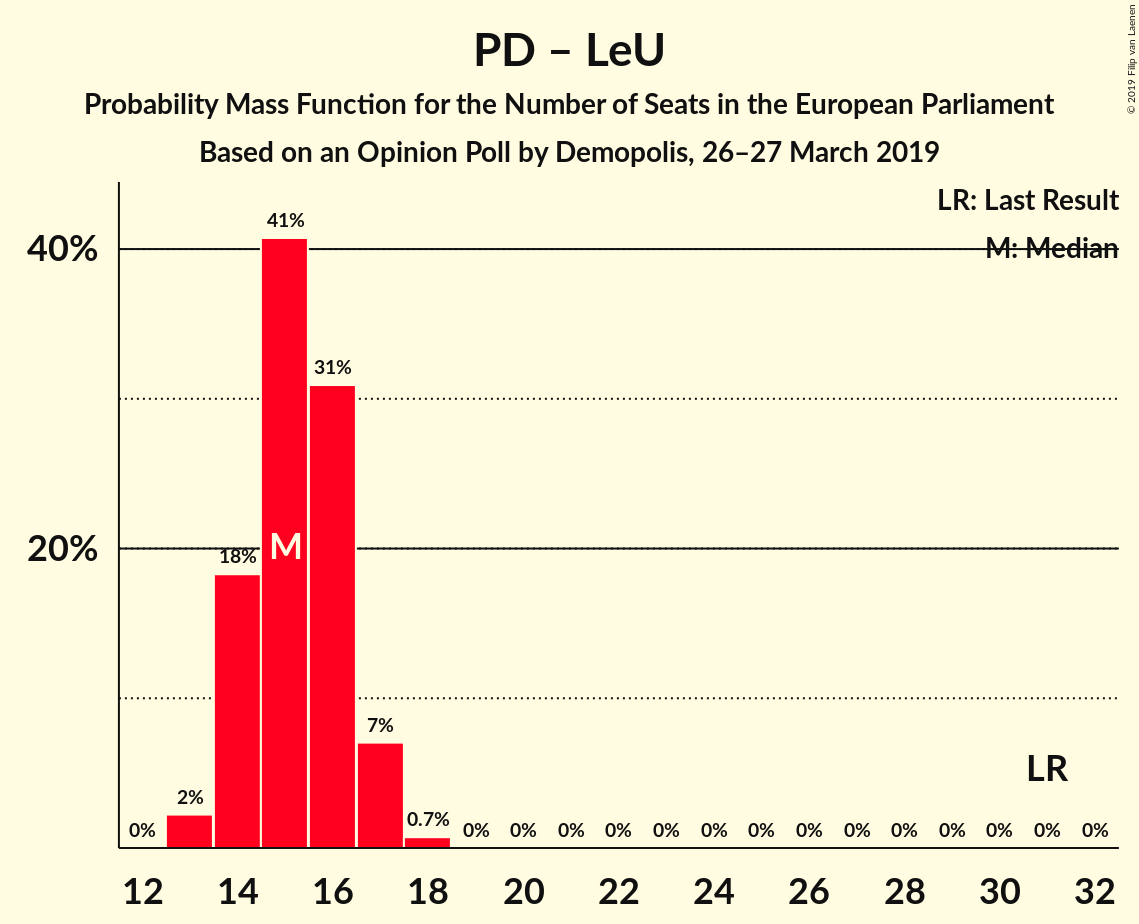 © 2019 Filip van Laenen
PD – LeU
Probability Mass Function for the Number of Seats in the European Parliament
Based on an Opinion Poll by Demopolis, 26–27 March 2019
LR: Last Result
M: Median
40%
20%
0%
2%
18%
41%
M
31%
7%
0.7%
0%
0%
0%
0%
0%
0%
0%
0%
0%
0%
0%
0%
0%
0%
LR
12 14 16 18 20 22 24 26 28 30 32